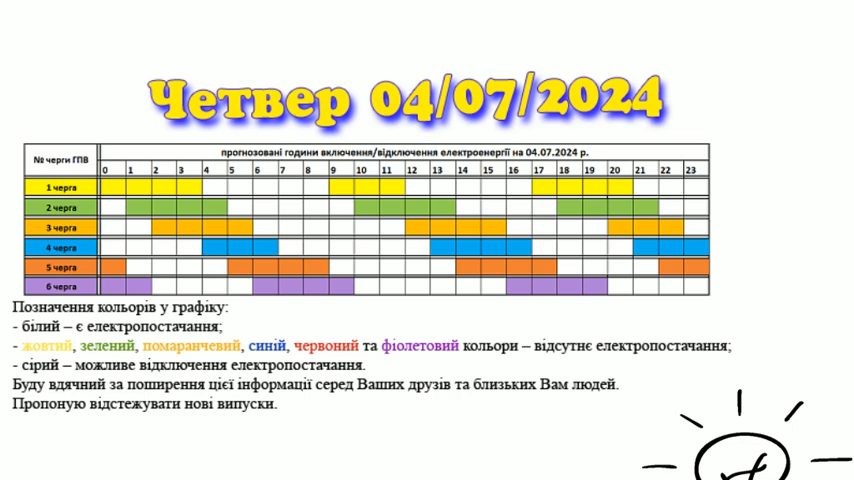 Четвер 04/07/2024
№ черги ГПВ
прогнозовані години включення/відключення електроенергії на 04.07.2024 р.
0 1 2 3 4 5 6 7 8 9 10 11 12 13 14 15 16 17 18 19 20 21 22 23
1 черга
2 черга
3 черга
4 черга
5 черга
6 черга
Позначення кольорів у графіку:
- білий – є електропостачання;
- жовтий, зелений, помаранчевий, синій, червоний та фіолетовий кольори – відсутнє електропостачання;
- сірий – можливе відключення електропостачання.
Буду вдячний за поширення цієї інформації серед Ваших друзів та близьких Вам людей.
Пропоную відстежувати нові випуски.